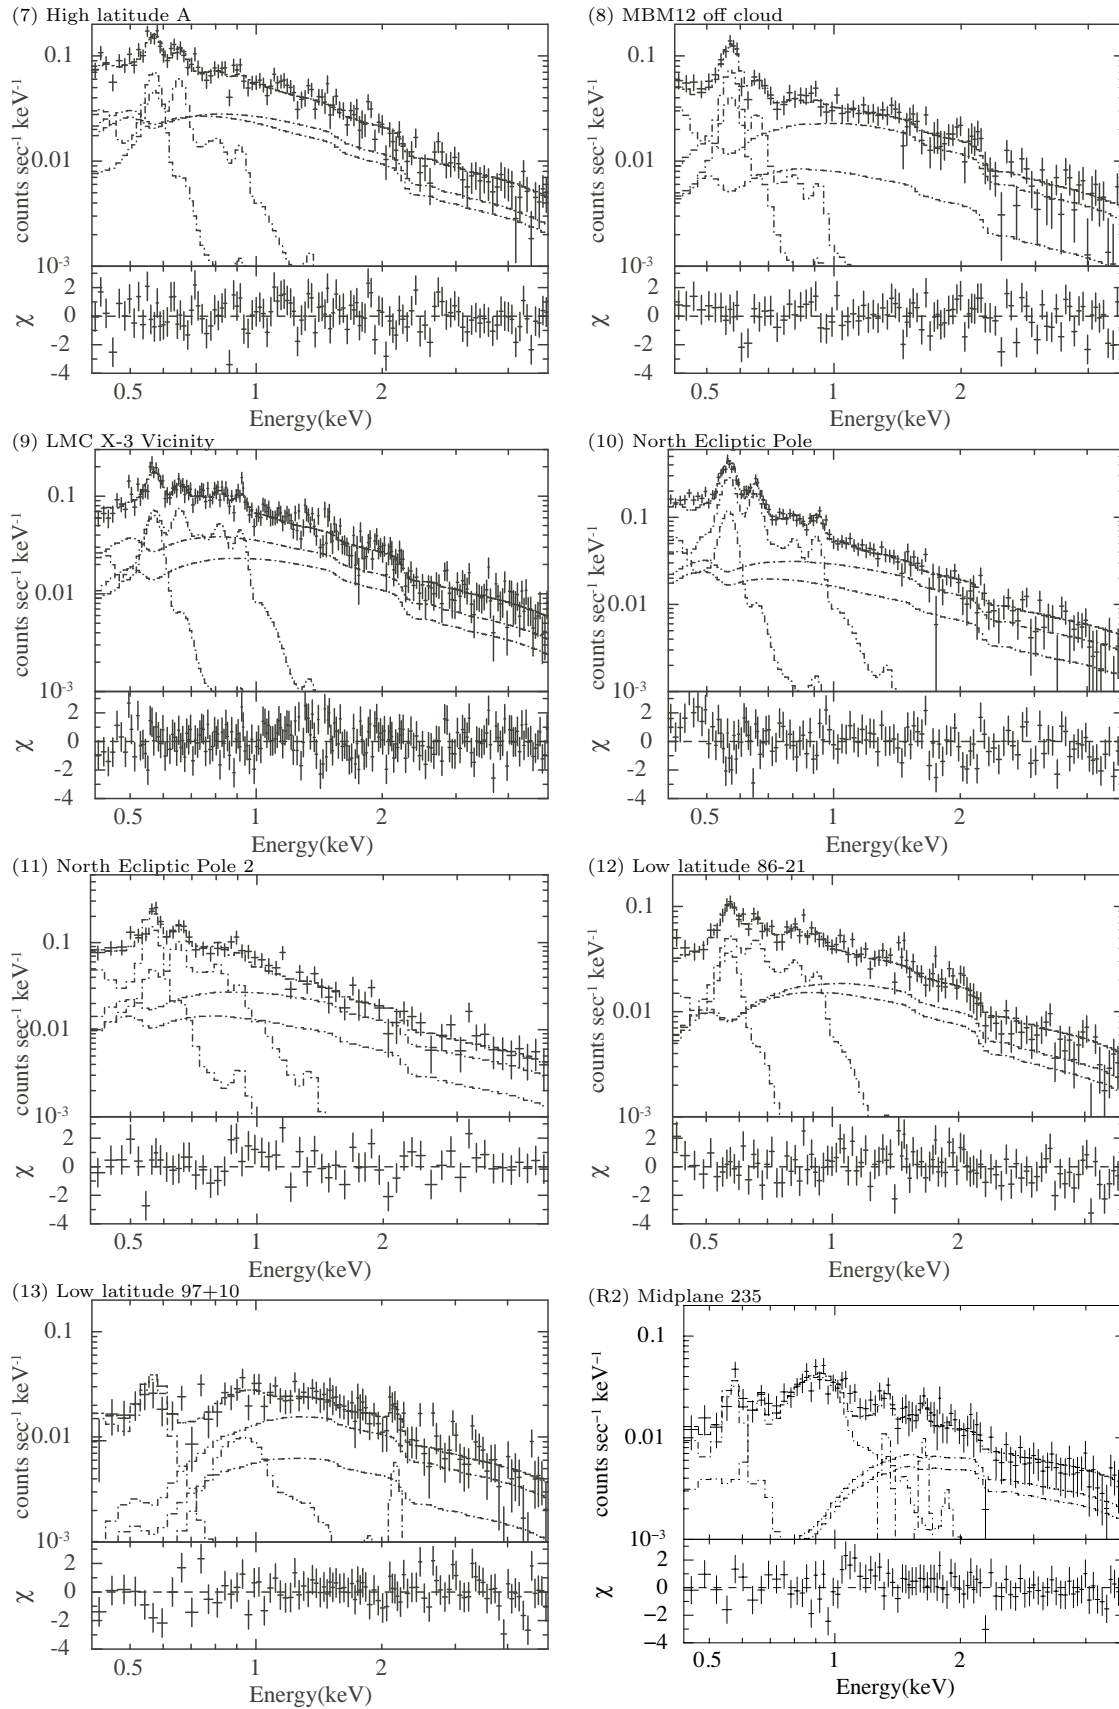 (7) High latitude A
(8) MBM12 off cloud
counts sec⁻¹ keV⁻¹
0.1
0.01
10⁻³
χ
2
0
-2
-4
0.5 1 2
Energy(keV)
counts sec⁻¹ keV⁻¹
0.1
0.01
10⁻³
χ
2
0
-2
-4
0.5 1 2
Energy(keV)
(9) LMC X-3 Vicinity
(10) North Ecliptic Pole
counts sec⁻¹ keV⁻¹
0.1
0.01
10⁻³
χ
2
0
-2
-4
0.5 1 2
Energy(keV)
counts sec⁻¹ keV⁻¹
0.1
0.01
10⁻³
χ
2
0
-2
-4
0.5 1 2
Energy(keV)
(11) North Ecliptic Pole 2
(12) Low latitude 86-21
counts sec⁻¹ keV⁻¹
0.1
0.01
10⁻³
χ
2
0
-2
-4
0.5 1 2
Energy(keV)
counts sec⁻¹ keV⁻¹
0.1
0.01
10⁻³
χ
2
0
-2
-4
0.5 1 2
Energy(keV)
(13) Low latitude 97+10
(R2) Midplane 235
counts sec⁻¹ keV⁻¹
0.1
0.01
10⁻³
χ
2
0
-2
-4
0.5 1 2
Energy(keV)
counts sec⁻¹ keV⁻¹
0.1
0.01
10⁻³
χ
2
0
−2
−4
0.5 1 2
Energy(keV)